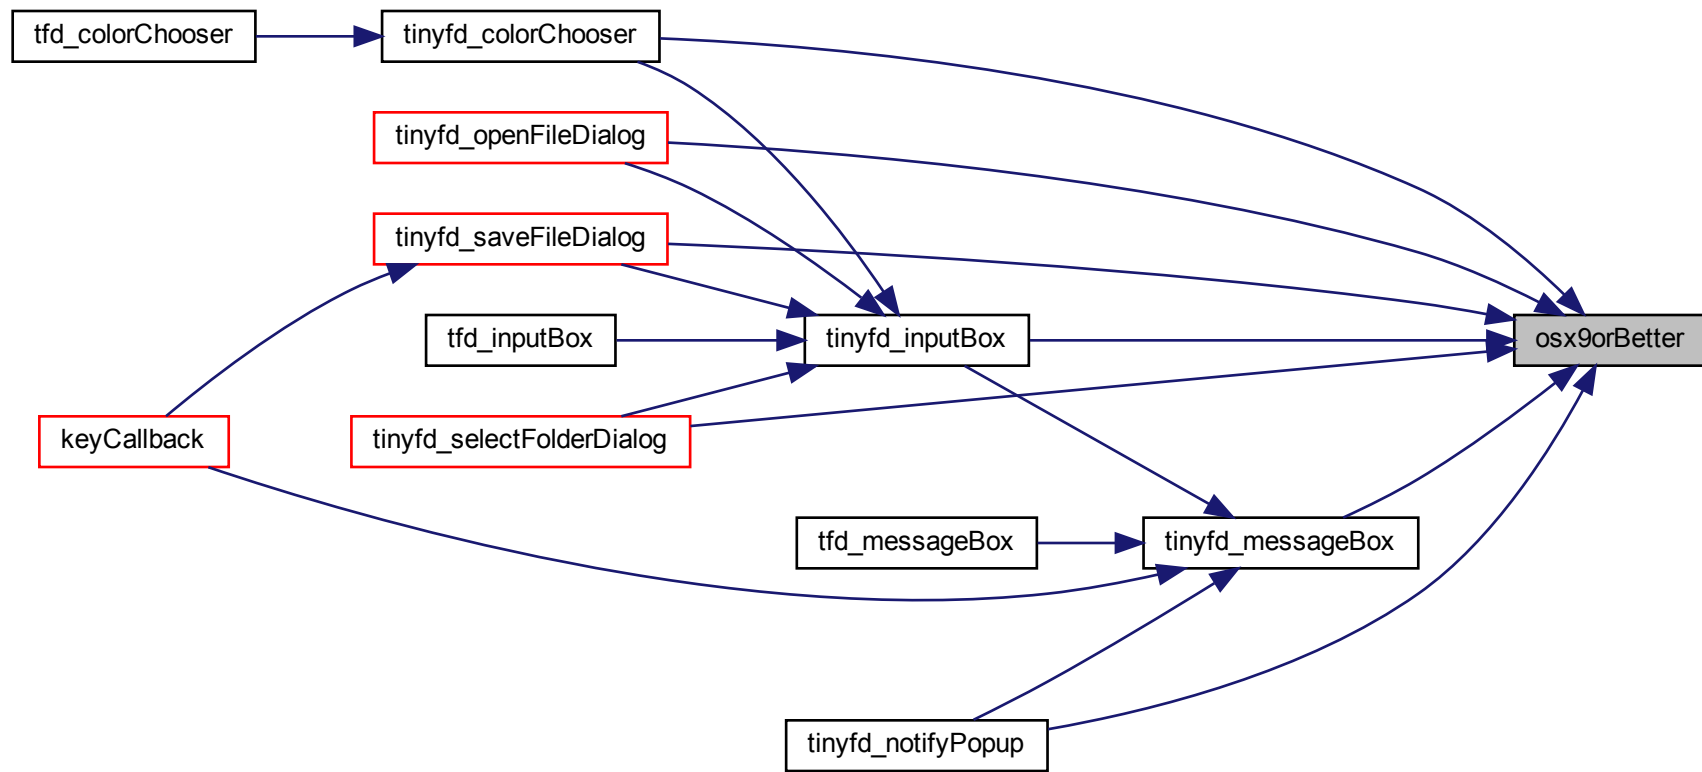 tfd_colorChooser
tinyfd_colorChooser
tinyfd_openFileDialog
tinyfd_saveFileDialog
tfd_inputBox
tinyfd_inputBox
osx9orBetter
keyCallback
tinyfd_selectFolderDialog
tfd_messageBox
tinyfd_messageBox
tinyfd_notifyPopup